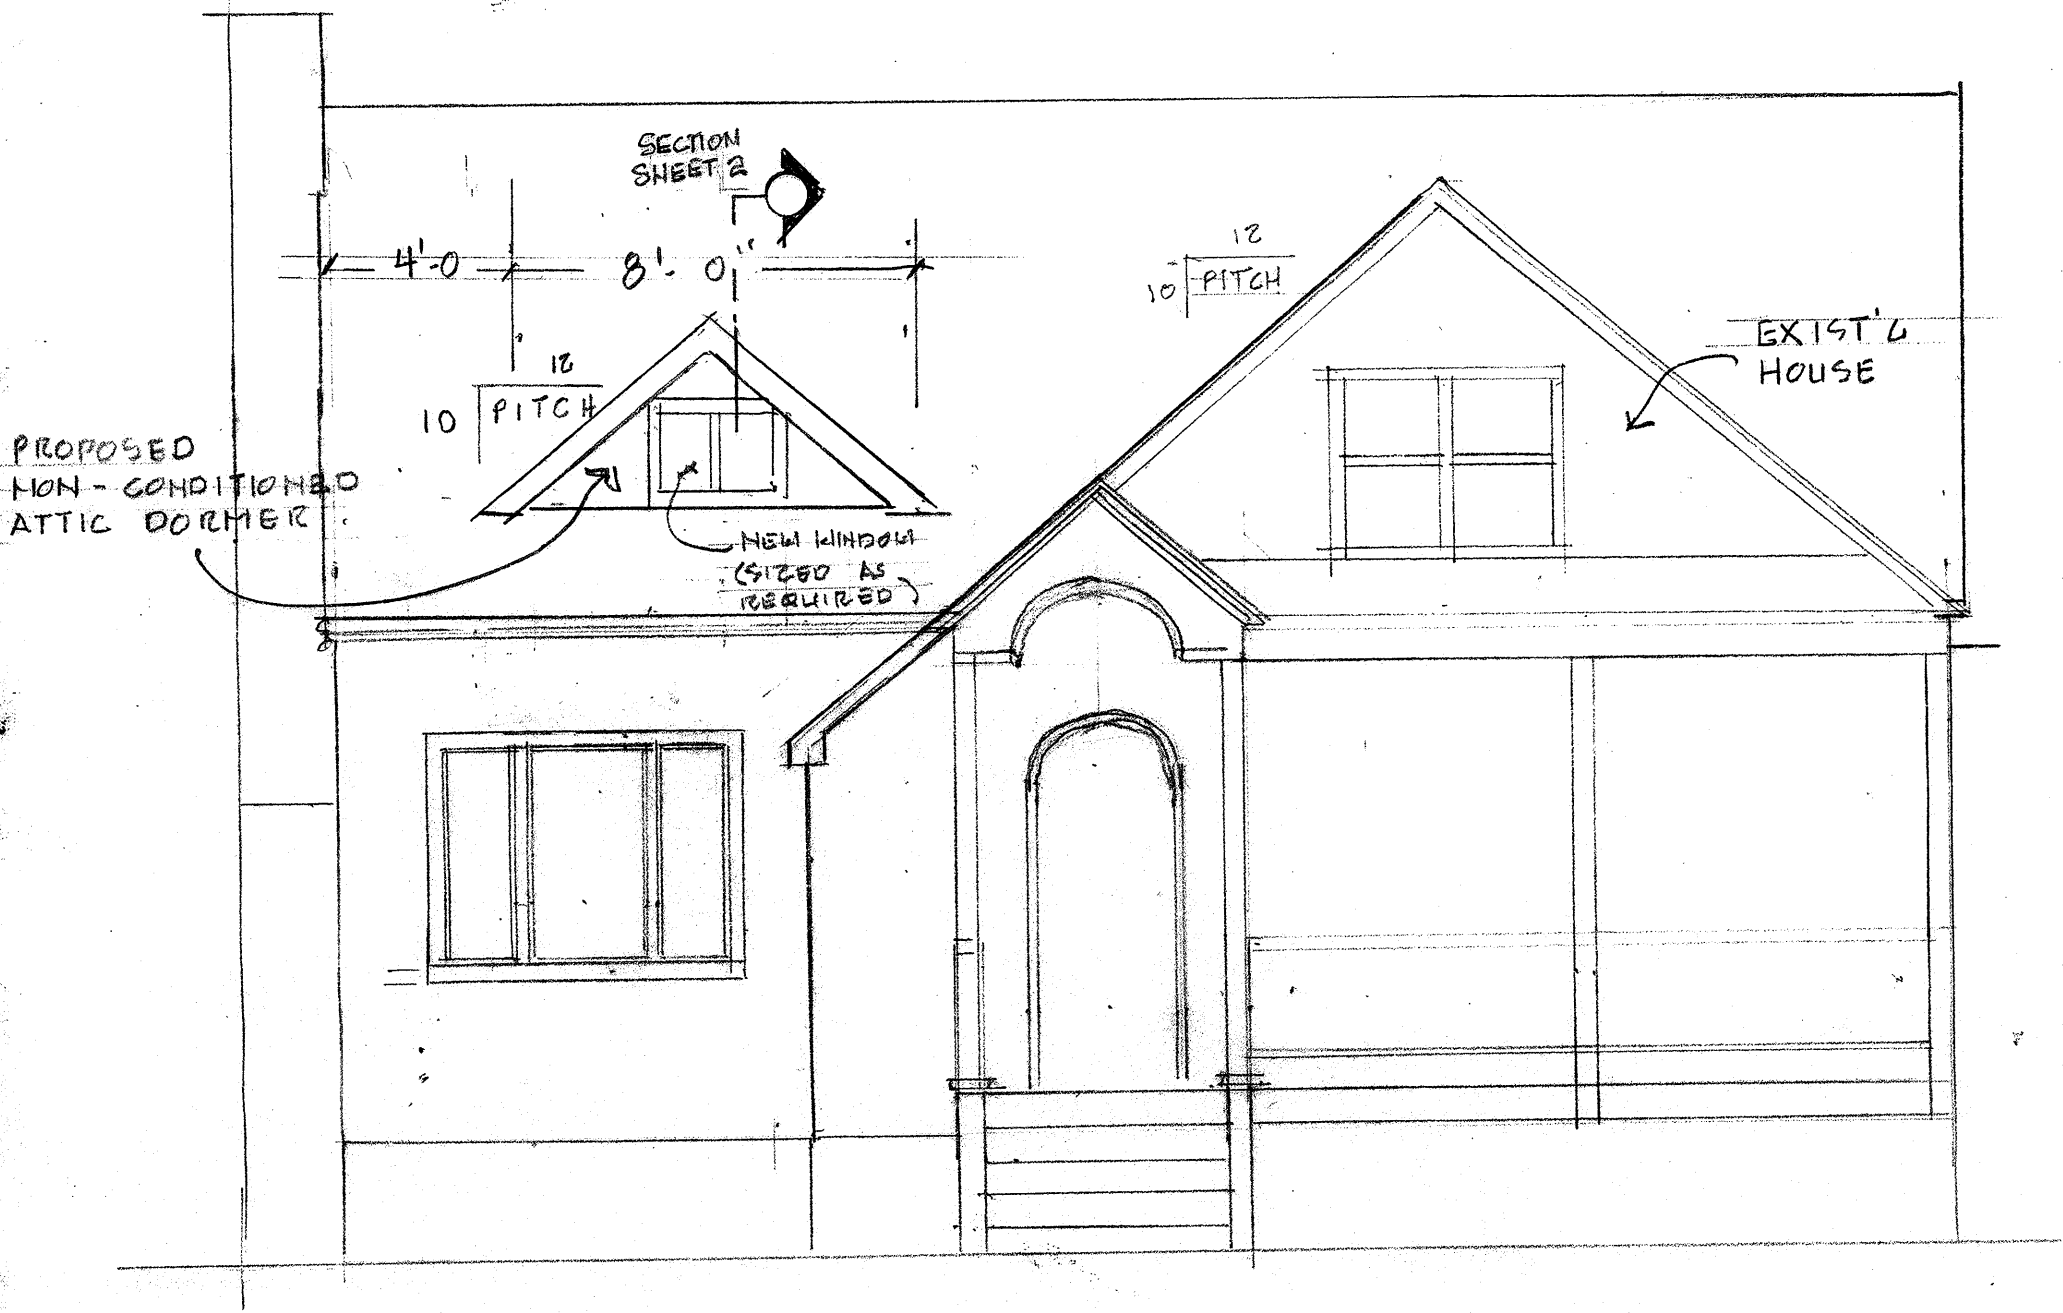 SECTION
SHEET 2
4'-0
8'-0"
12
10 PITCH
12
10 PITCH
EXIST'G
HOUSE
PROPOSED
NON-CONDITIONED
ATTIC DORMER
NEW WINDOW
(SIZED AS
REQUIRED)